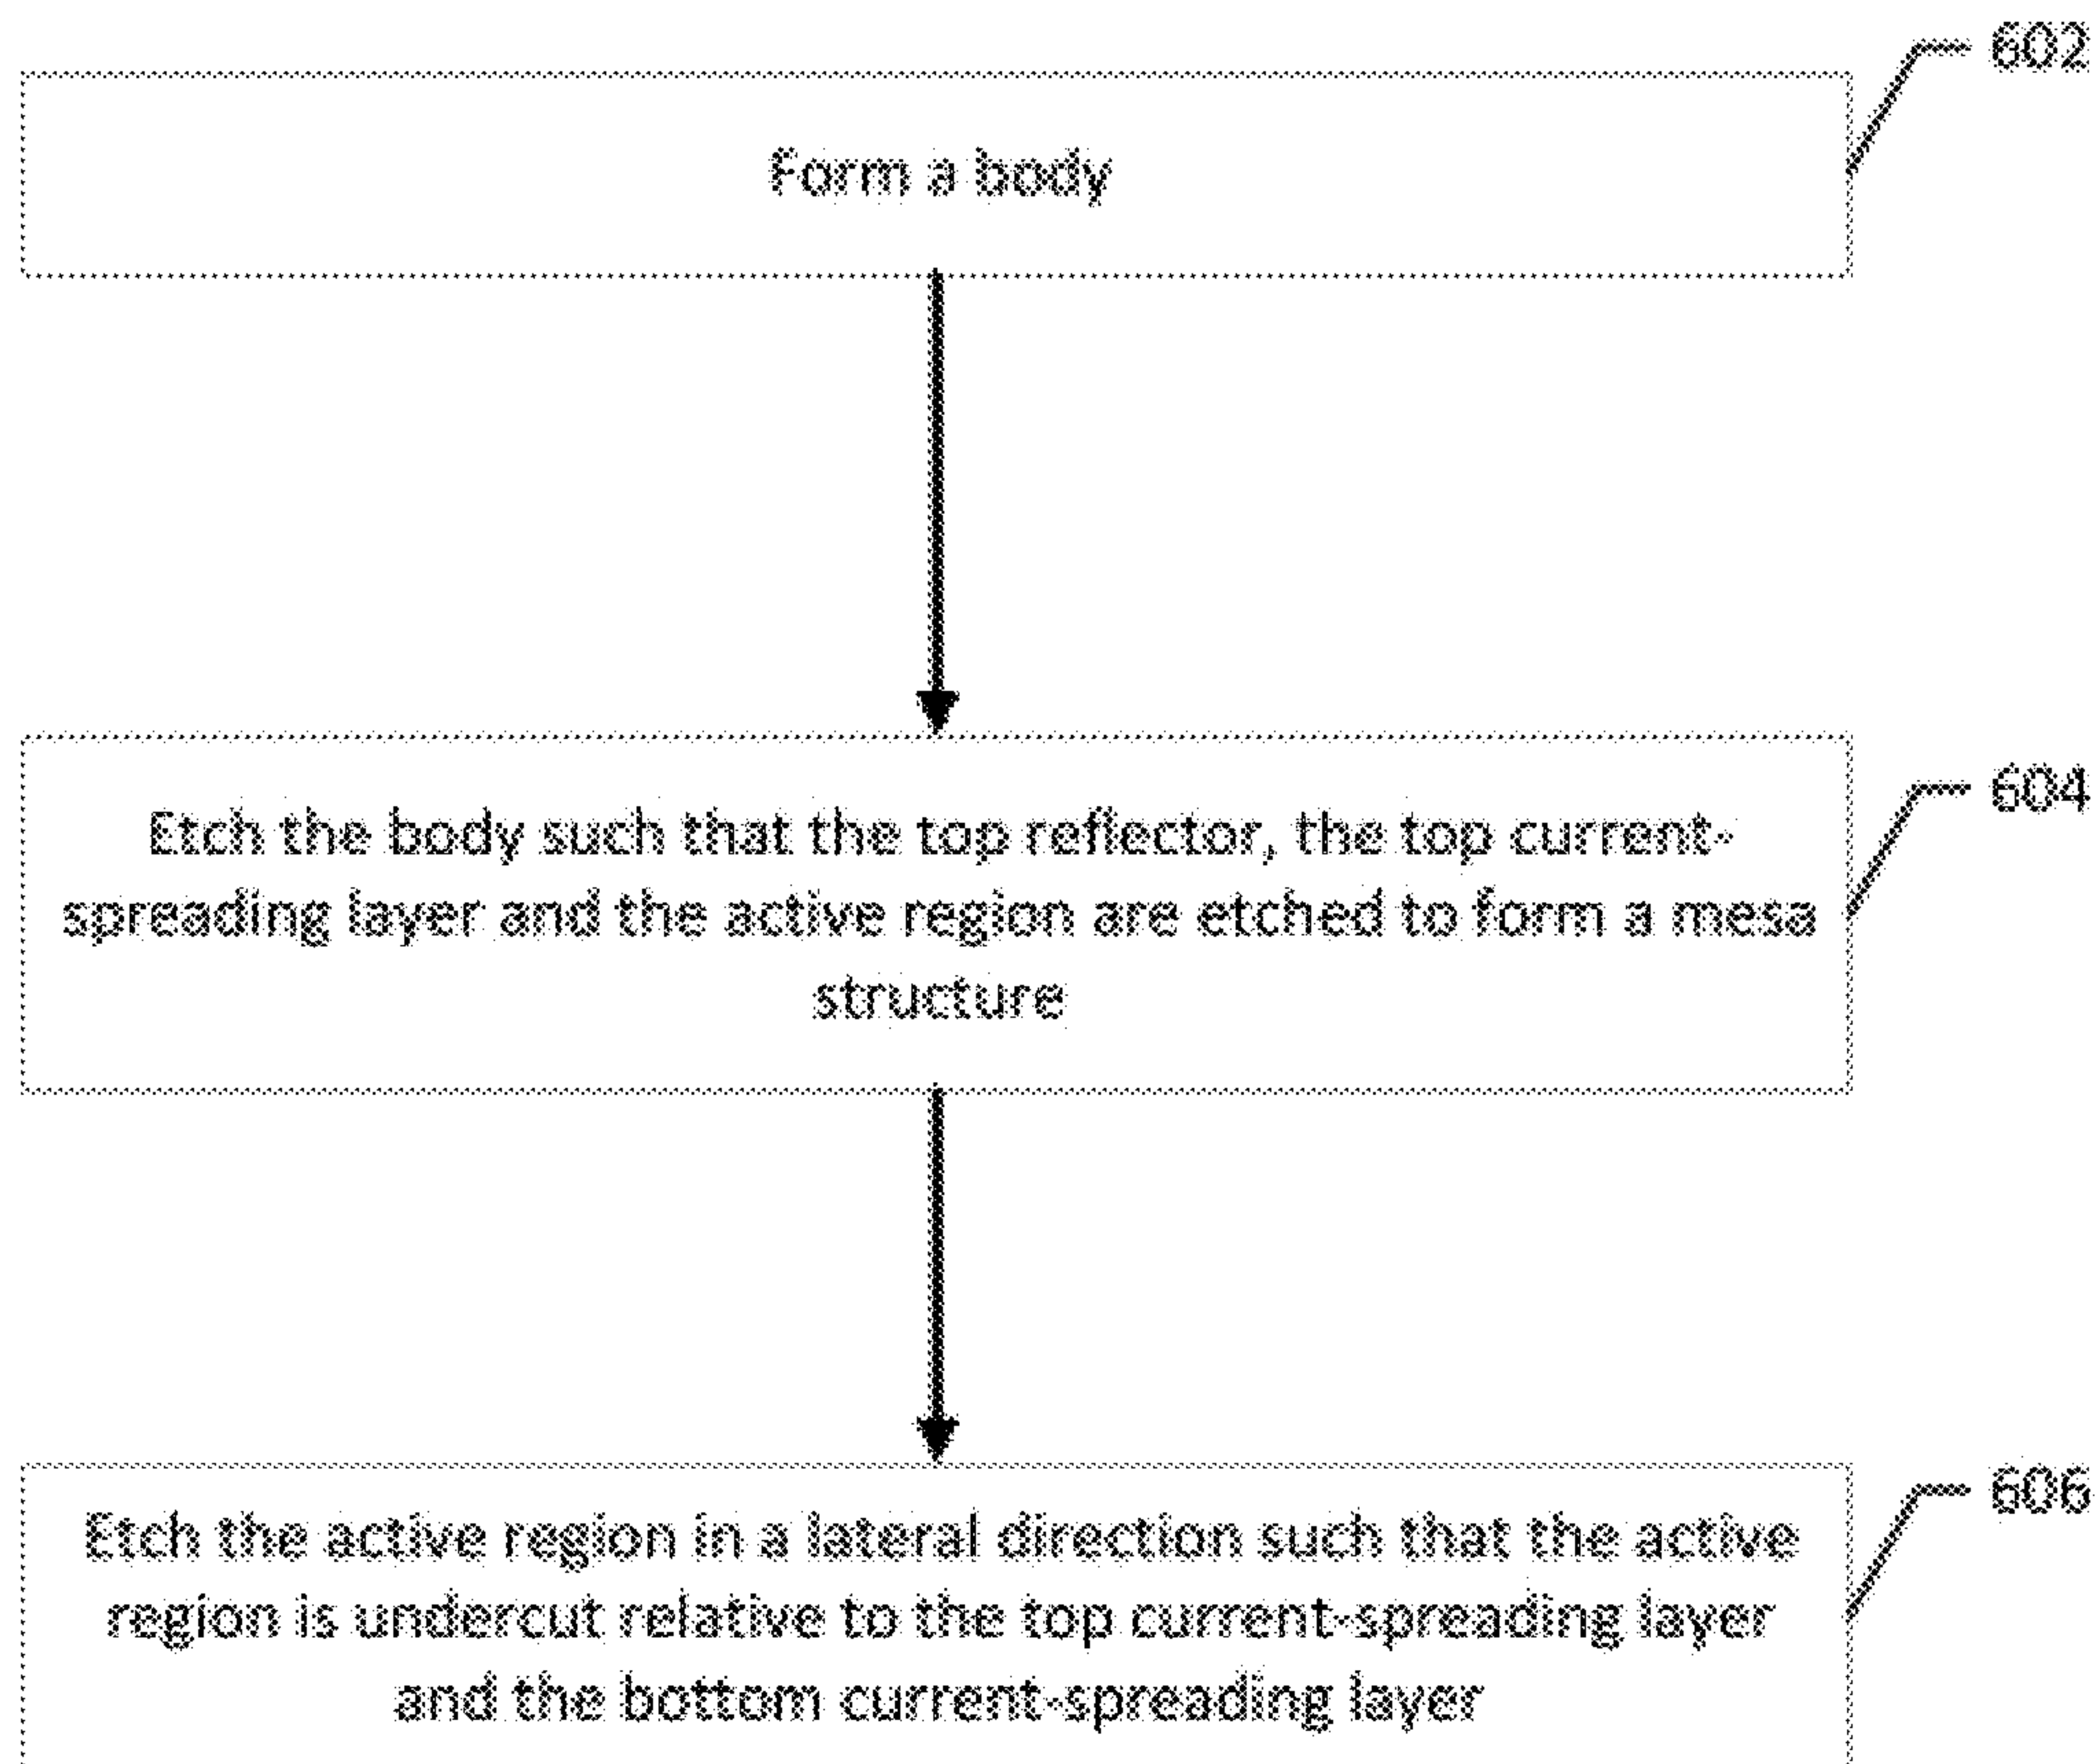 602
Form a body
604
Etch the body such that the top reflector, the top current-
spreading layer and the active region are etched to form a mesa
structure
606
Etch the active region in a lateral direction such that the active
region is undercut relative to the top current-spreading layer
and the bottom current-spreading layer